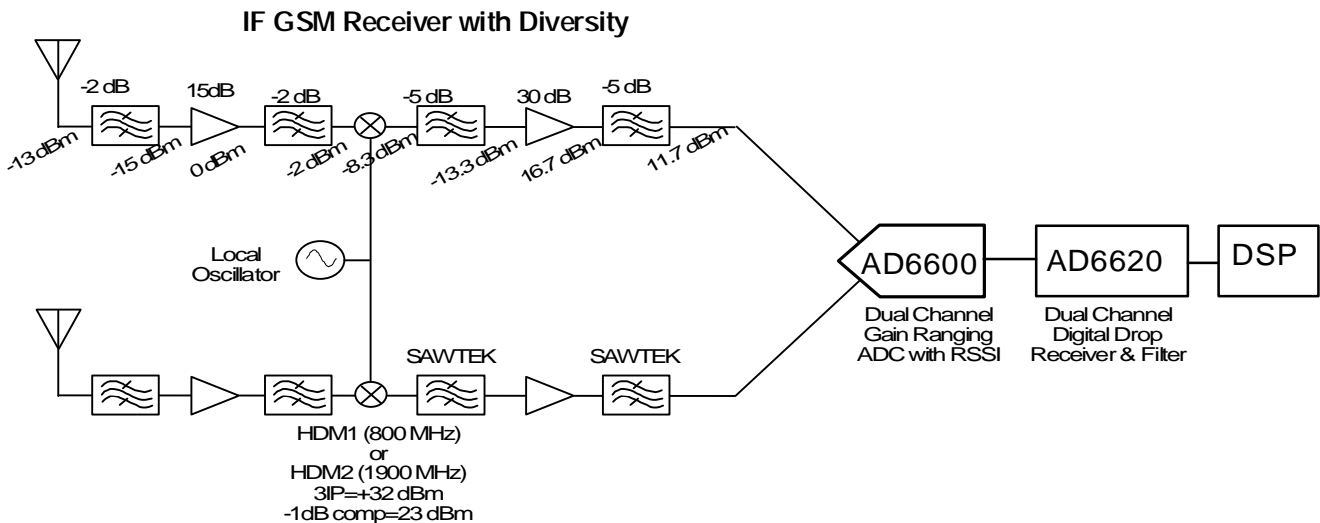 IF GSM Receiver with Diversity
-2 dB
15dB
-2 dB
-5 dB
30 dB
-5 dB
-13 dBm
-15 dBm
0 dBm
-2 dBm
-8.3 dBm
-13.3 dBm
16.7 dBm
11.7 dBm
Local
Oscillator
AD6600
AD6620
DSP
Dual Channel
Gain Ranging
ADC with RSSI
Dual Channel
Digital Drop
Receiver & Filter
SAWTEK
SAWTEK
HDM1 (800 MHz)
or
HDM2 (1900 MHz)
3IP=+32 dBm
-1dB comp=23 dBm